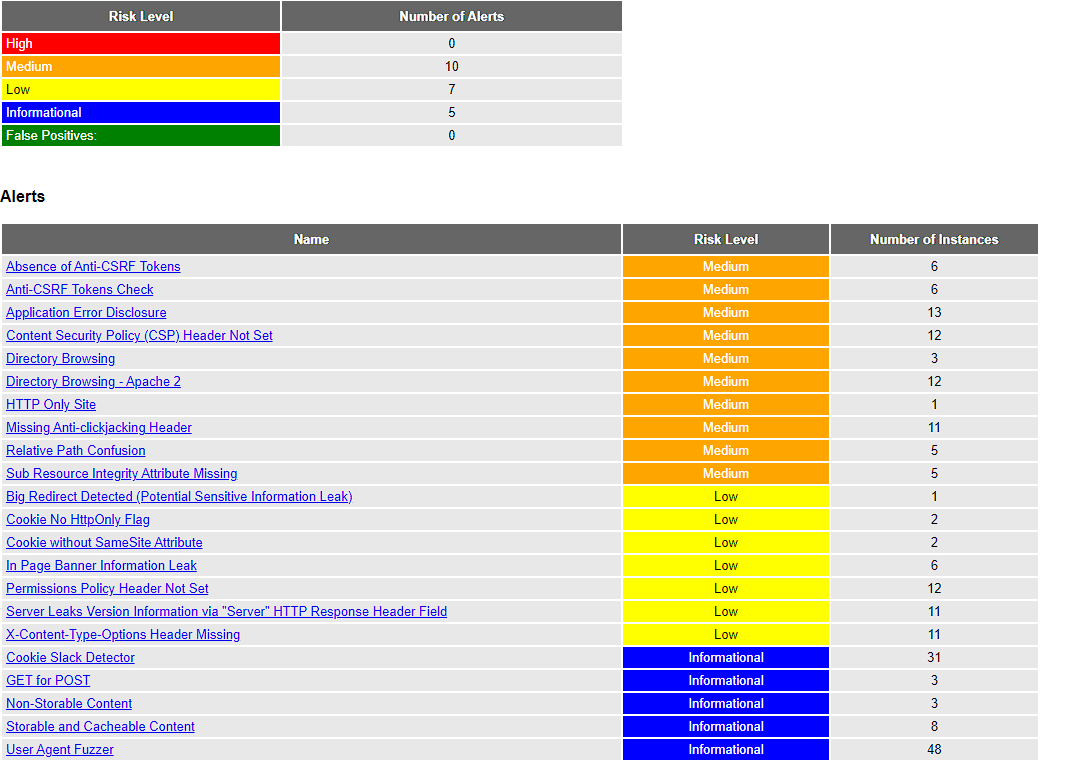 Risk Level Number of Alerts
High 0
Medium 10
Low 7
Informational 5
False Positives: 0
Alerts
Name Risk Level Number of Instances
Absence of Anti-CSRF Tokens Medium 6
Anti-CSRF Tokens Check Medium 6
Application Error Disclosure Medium 13
Content Security Policy (CSP) Header Not Set Medium 12
Directory Browsing Medium 3
Directory Browsing - Apache 2 Medium 12
HTTP Only Site Medium 1
Missing Anti-clickjacking Header Medium 11
Relative Path Confusion Medium 5
Sub Resource Integrity Attribute Missing Medium 5
Big Redirect Detected (Potential Sensitive Information Leak) Low 1
Cookie No HttpOnly Flag Low 2
Cookie without SameSite Attribute Low 2
In Page Banner Information Leak Low 6
Permissions Policy Header Not Set Low 12
Server Leaks Version Information via "Server" HTTP Response Header Field Low 11
X-Content-Type-Options Header Missing Low 11
Cookie Slack Detector Informational 31
GET for POST Informational 3
Non-Storable Content Informational 3
Storable and Cacheable Content Informational 8
User Agent Fuzzer Informational 48